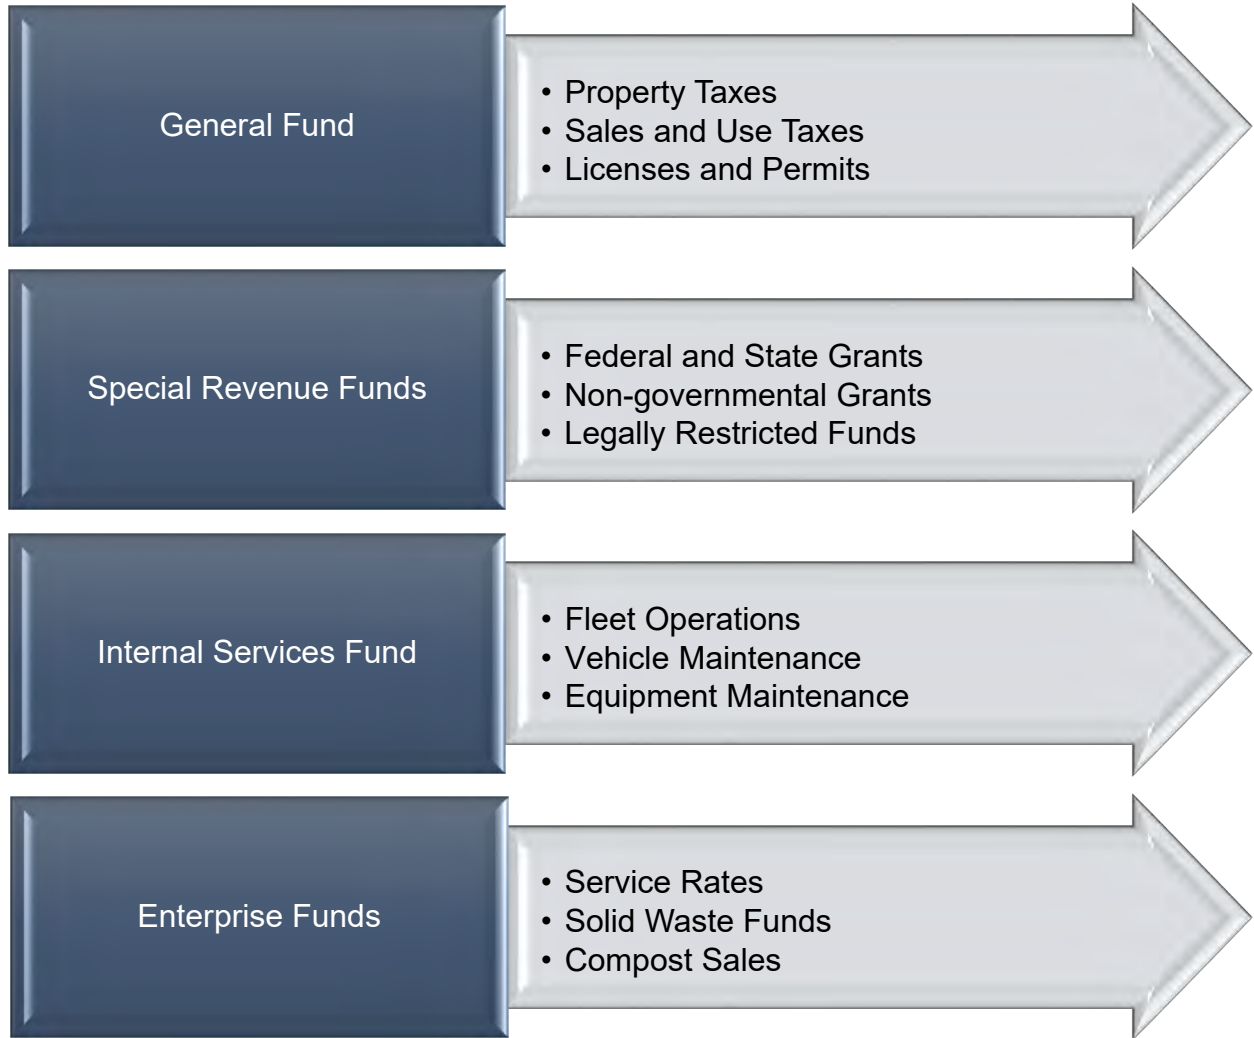 General Fund
• Property Taxes
• Sales and Use Taxes
• Licenses and Permits
Special Revenue Funds
• Federal and State Grants
• Non-governmental Grants
• Legally Restricted Funds
Internal Services Fund
• Fleet Operations
• Vehicle Maintenance
• Equipment Maintenance
Enterprise Funds
• Service Rates
• Solid Waste Funds
• Compost Sales